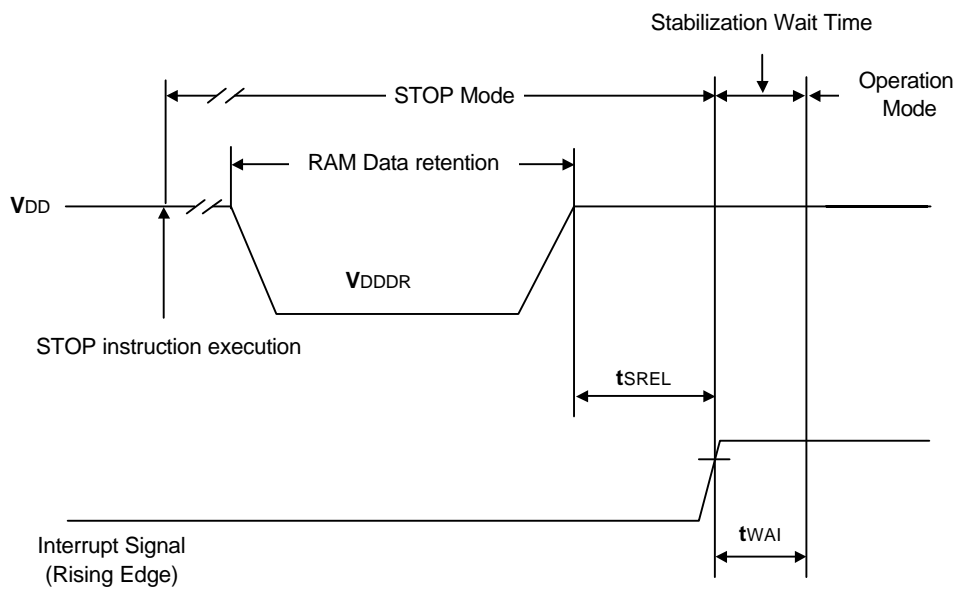 Stabilization Wait Time
STOP Mode
Operation
Mode
RAM Data retention
VDD
VDDDR
STOP instruction execution
tSREL
Interrupt Signal
(Rising Edge)
tWAI